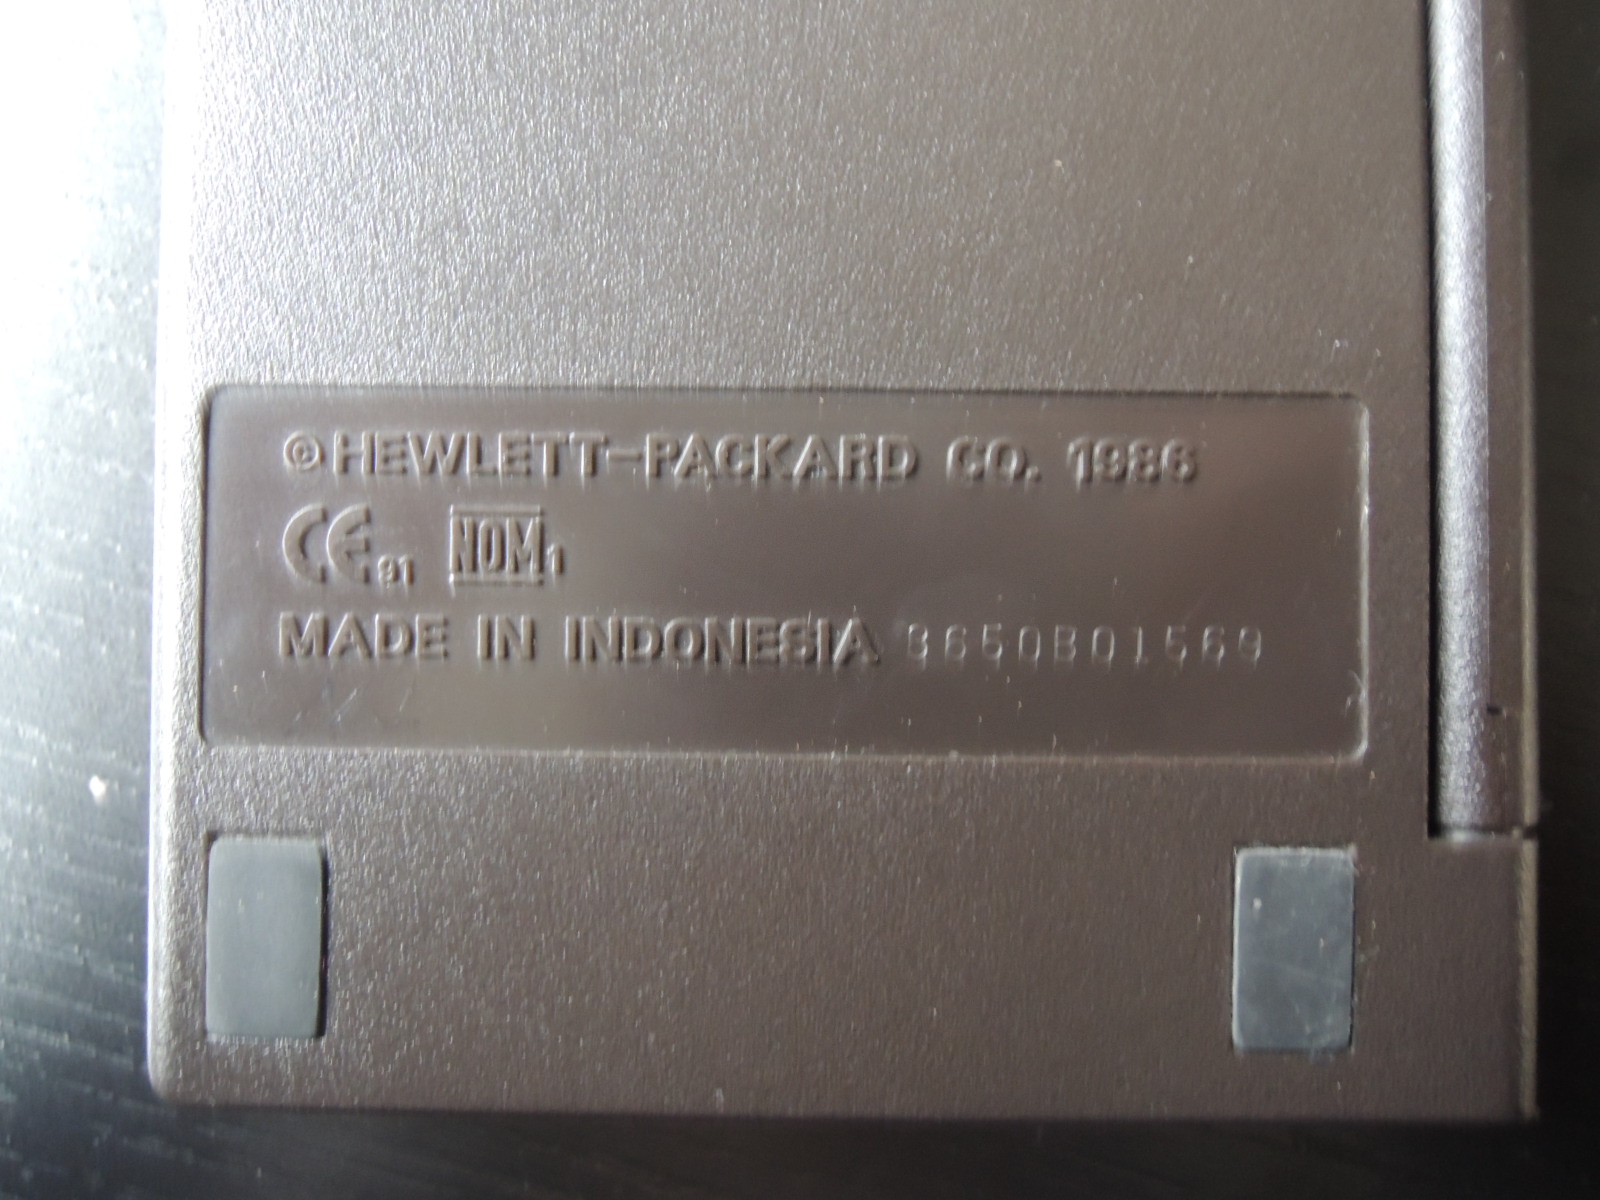 ©HEWLETT-PACKARD CO. 1986
CE91 NOM1
MADE IN INDONESIA 3650B01569